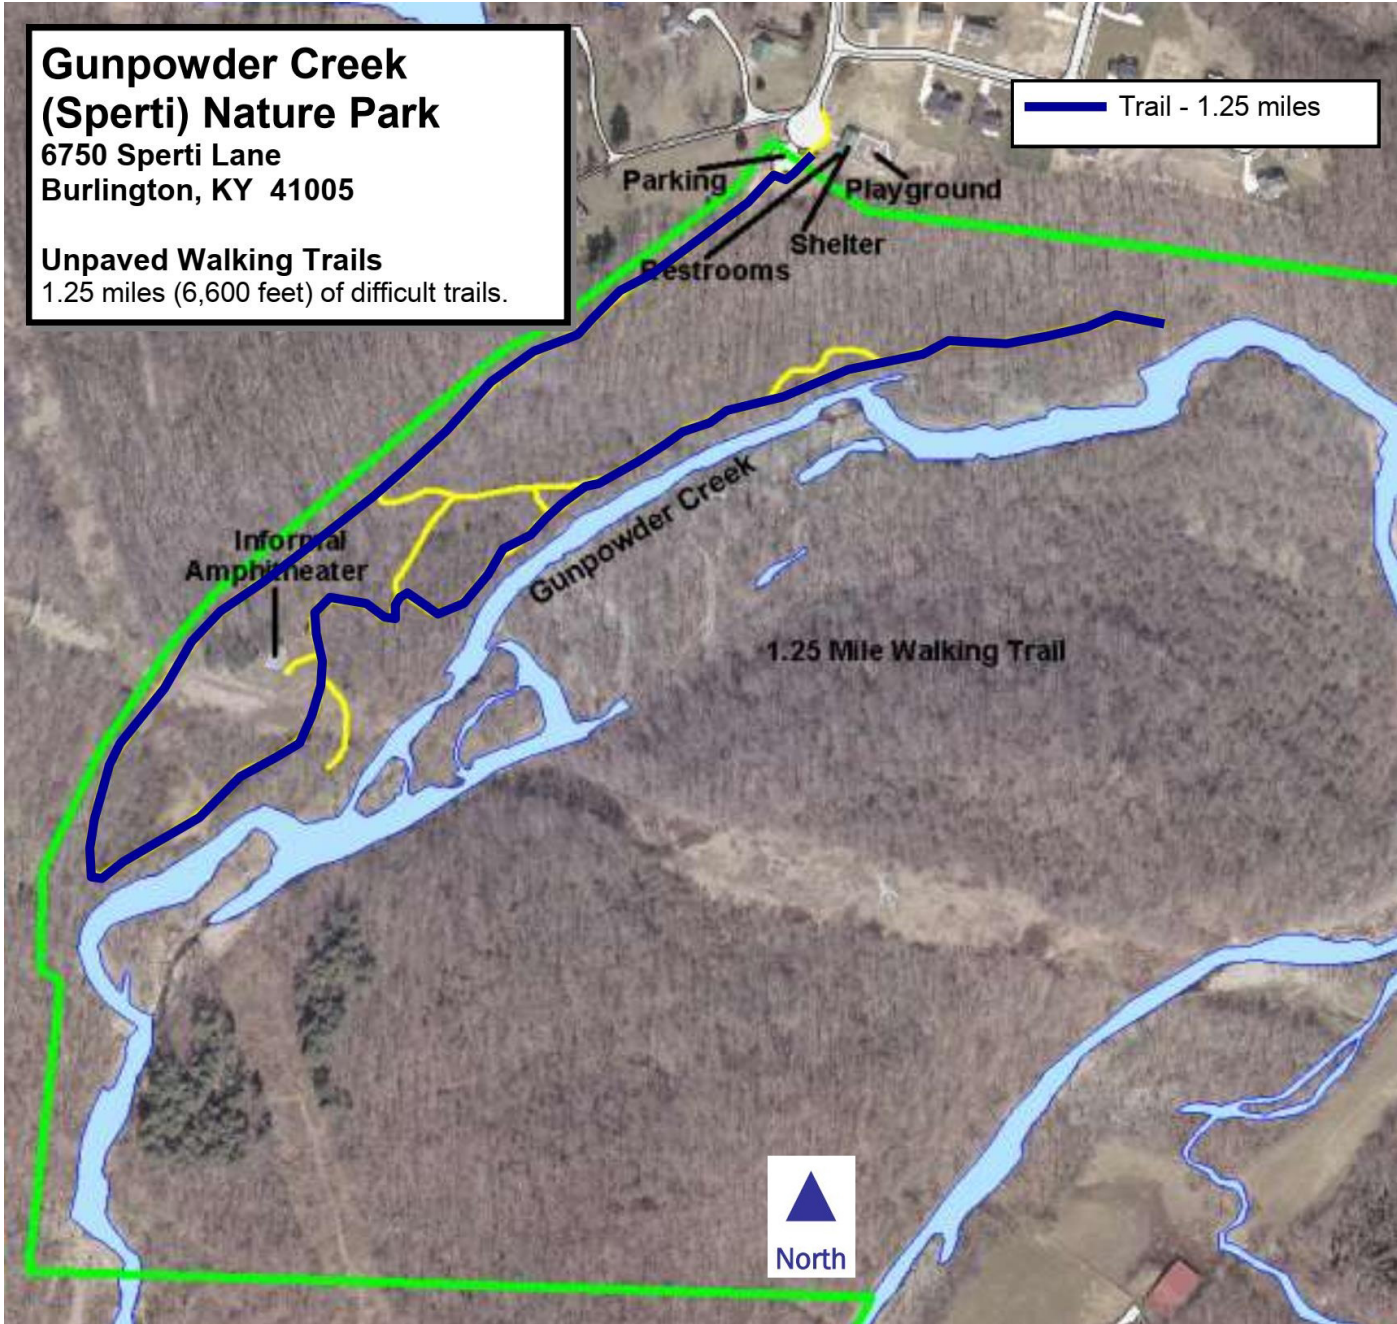 Gunpowder Creek
(Sperti) Nature Park
6750 Sperti Lane
Burlington, KY  41005
Unpaved Walking Trails
1.25 miles (6,600 feet) of difficult trails.
Trail - 1.25 miles
Parking
Playground
Shelter
Restrooms
Informal
Amphitheater
Gunpowder Creek
1.25 Mile Walking Trail
North